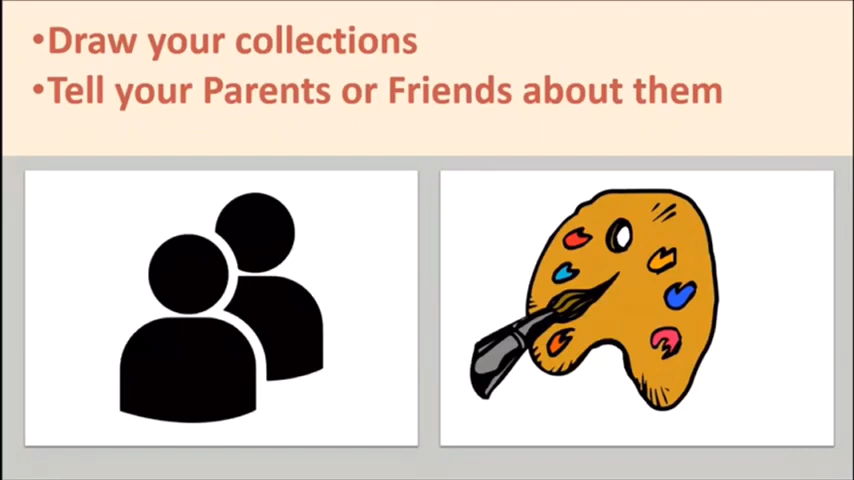 •Draw your collections
•Tell your Parents or Friends about them